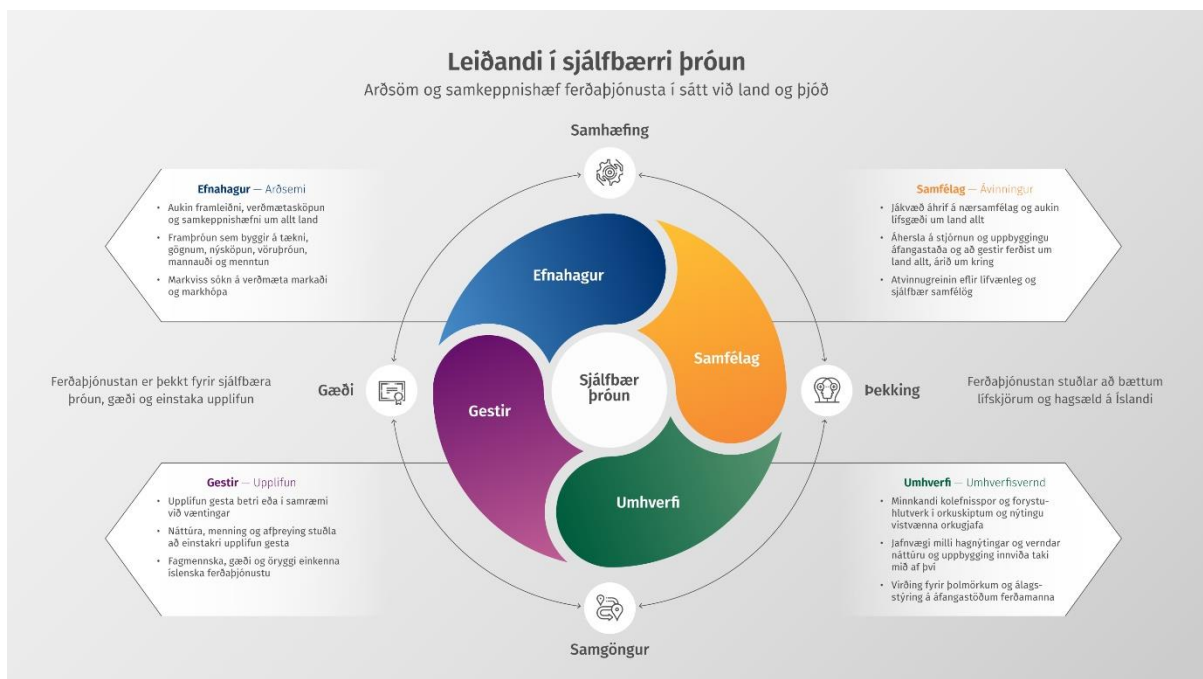 Leiðandi í sjálfbærri þróun
Arðsöm og samkeppnishæf ferðaþjónusta í sátt við land og þjóð
Samhæfing
Efnahagur — Arðsemi
• Aukin framleiðni, verðmætasköpun
og samkeppnishæfni um allt land
• Framþróun sem byggir á tækni,
gögnum, nýsköpun, vöruþróun,
mannauði og menntun
• Markviss sókn á verðmæta markaði
og markhópa
Samfélag — Ávinningur
• Jákvæð áhrif á nærsamfélag og aukin
lífsgæði um land allt
• Áhersla á stjórnun og uppbyggingu
áfangastaða og að gestir ferðist um
land allt, árið um kring
• Atvinnugreinin eflir lífvænleg og
sjálfbær samfélög
Efnahagur
Samfélag
Sjálfbær
þróun
Gestir
Umhverfi
Ferðaþjónustan er þekkt fyrir sjálfbæra
þróun, gæði og einstaka upplifun
Gæði
Þekking
Ferðaþjónustan stuðlar að bættum
lífskjörum og hagsæld á Íslandi
Gestir — Upplifun
• Upplifun gesta betri eða í samræmi
við væntingar
• Náttúra, menning og afþreying stuðla
að einstakri upplifun gesta
• Fagmennska, gæði og öryggi einkenna
íslenska ferðaþjónustu
Umhverfi — Umhverfisvernd
• Minnkandi kolefnisspor og forystu-
hlutverk í orkuskiptum og nýtingu
vistvænna orkugjafa
• Jafnvægi milli hagnýtingar og verndar
náttúru og uppbygging innviða taki
mið af því
• Virðing fyrir þolmörkum og álags-
stýring á áfangastöðum ferðamanna
Samgöngur